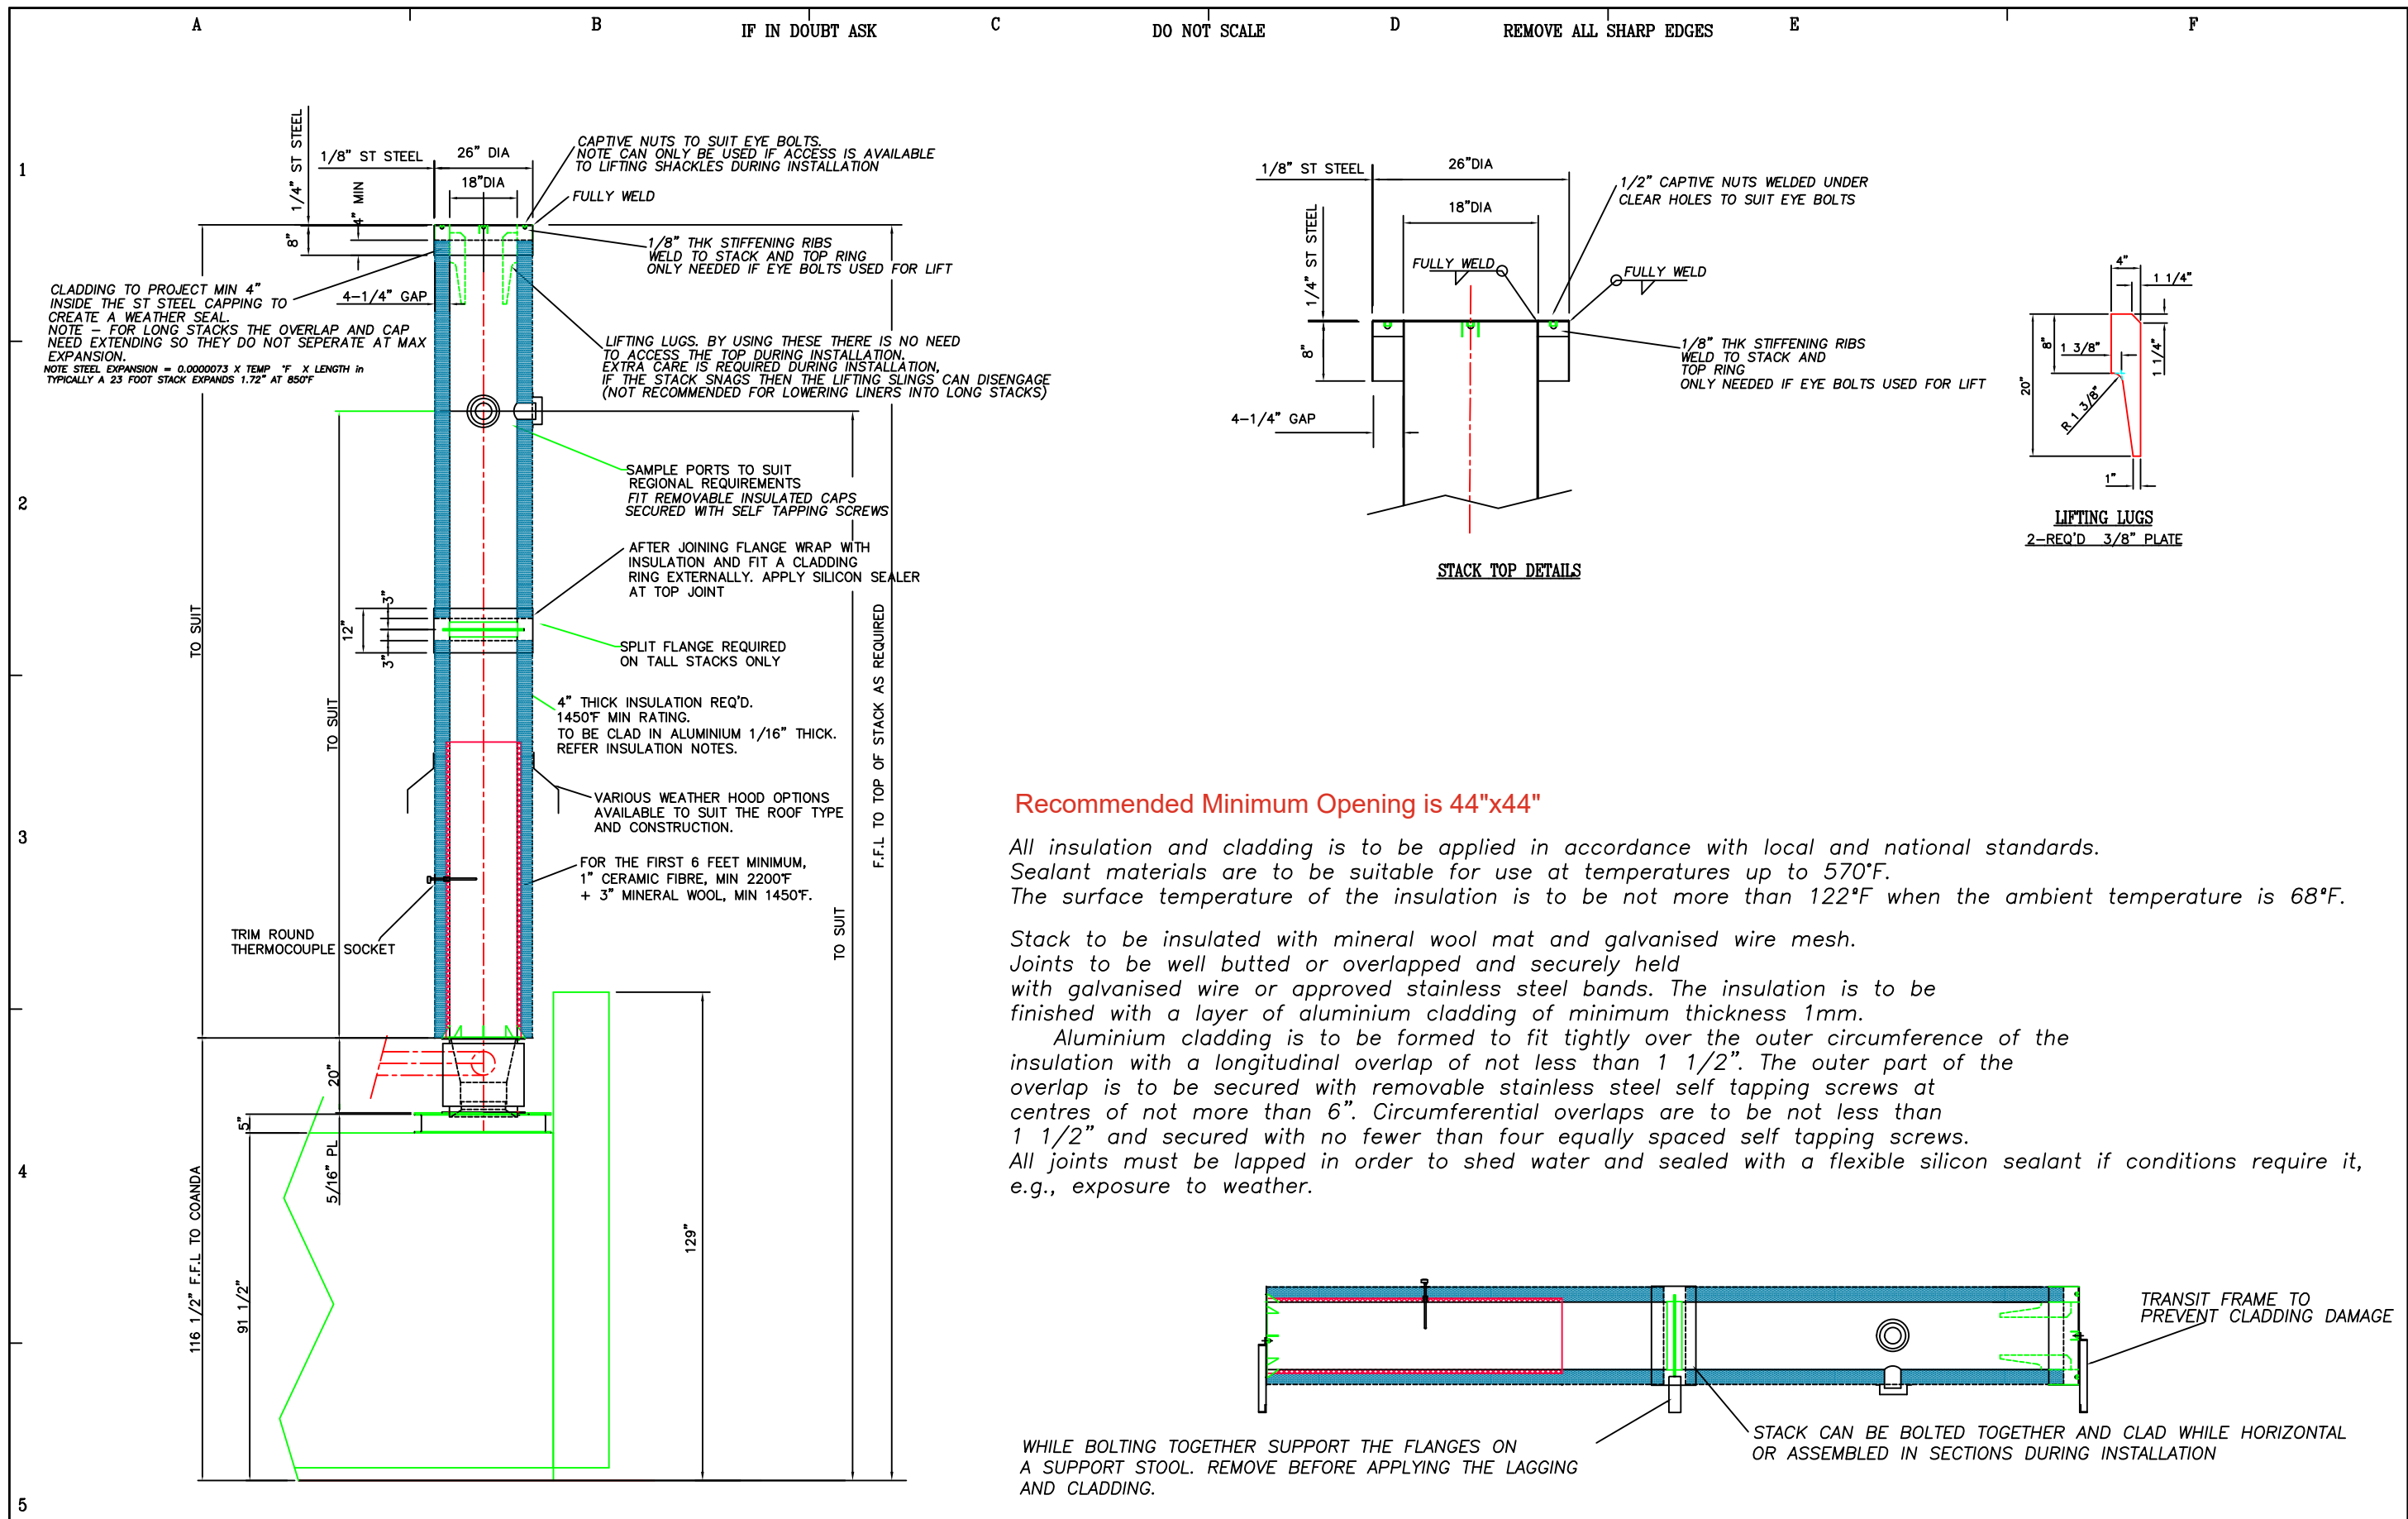 A
B
IF IN DOUBT ASK
C
DO NOT SCALE
D
REMOVE ALL SHARP EDGES
E
F
1
2
3
4
5
1/4" ST STEEL
1/8" ST STEEL
26" DIA
18"DIA
4" MIN
8"
CAPTIVE NUTS TO SUIT EYE BOLTS.
NOTE CAN ONLY BE USED IF ACCESS IS AVAILABLE
TO LIFTING SHACKLES DURING INSTALLATION
FULLY WELD
1/8" THK STIFFENING RIBS
WELD TO STACK AND TOP RING
ONLY NEEDED IF EYE BOLTS USED FOR LIFT
4-1/4" GAP
CLADDING TO PROJECT MIN 4"
INSIDE THE ST STEEL CAPPING TO
CREATE A WEATHER SEAL.
NOTE - FOR LONG STACKS THE OVERLAP AND CAP
NEED EXTENDING SO THEY DO NOT SEPERATE AT MAX
EXPANSION.
NOTE STEEL EXPANSION = 0.0000073 X TEMP °F X LENGTH in
TYPICALLY A 23 FOOT STACK EXPANDS 1.72" AT 850°F
LIFTING LUGS. BY USING THESE THERE IS NO NEED
TO ACCESS THE TOP DURING INSTALLATION.
EXTRA CARE IS REQUIRED DURING INSTALLATION,
IF THE STACK SNAGS THEN THE LIFTING SLINGS CAN DISENGAGE
(NOT RECOMMENDED FOR LOWERING LINERS INTO LONG STACKS)
SAMPLE PORTS TO SUIT
REGIONAL REQUIREMENTS
FIT REMOVABLE INSULATED CAPS
SECURED WITH SELF TAPPING SCREWS
AFTER JOINING FLANGE WRAP WITH
INSULATION AND FIT A CLADDING
RING EXTERNALLY. APPLY SILICON SEALER
AT TOP JOINT
3"
12"
3"
SPLIT FLANGE REQUIRED
ON TALL STACKS ONLY
4" THICK INSULATION REQ'D.
1450°F MIN RATING.
TO BE CLAD IN ALUMINIUM 1/16" THICK.
REFER INSULATION NOTES.
VARIOUS WEATHER HOOD OPTIONS
AVAILABLE TO SUIT THE ROOF TYPE
AND CONSTRUCTION.
FOR THE FIRST 6 FEET MINIMUM,
1" CERAMIC FIBRE, MIN 2200°F
+ 3" MINERAL WOOL, MIN 1450°F.
TRIM ROUND
THERMOCOUPLE SOCKET
TO SUIT
TO SUIT
TO SUIT
F.F.L TO TOP OF STACK AS REQUIRED
20"
5"
5/16" PL
116 1/2" F.F.L TO COANDA
91 1/2"
129"
1/8" ST STEEL
26"DIA
18"DIA
1/4" ST STEEL
8"
FULLY WELD
FULLY WELD
1/2" CAPTIVE NUTS WELDED UNDER
CLEAR HOLES TO SUIT EYE BOLTS
1/8" THK STIFFENING RIBS
WELD TO STACK AND
TOP RING
ONLY NEEDED IF EYE BOLTS USED FOR LIFT
4-1/4" GAP
STACK TOP DETAILS
4"
1 1/4"
8"
1 3/8"
1 1/4"
20"
R 1 3/8"
1"
LIFTING LUGS
2-REQ'D 3/8" PLATE
Recommended Minimum Opening is 44"x44"
All insulation and cladding is to be applied in accordance with local and national standards.
Sealant materials are to be suitable for use at temperatures up to 570°F.
The surface temperature of the insulation is to be not more than 122°F when the ambient temperature is 68°F.
Stack to be insulated with mineral wool mat and galvanised wire mesh.
Joints to be well butted or overlapped and securely held
with galvanised wire or approved stainless steel bands. The insulation is to be
finished with a layer of aluminium cladding of minimum thickness 1mm.
Aluminium cladding is to be formed to fit tightly over the outer circumference of the
insulation with a longitudinal overlap of not less than 1 1/2". The outer part of the
overlap is to be secured with removable stainless steel self tapping screws at
centres of not more than 6". Circumferential overlaps are to be not less than
1 1/2" and secured with no fewer than four equally spaced self tapping screws.
All joints must be lapped in order to shed water and sealed with a flexible silicon sealant if conditions require it,
e.g., exposure to weather.
TRANSIT FRAME TO
PREVENT CLADDING DAMAGE
WHILE BOLTING TOGETHER SUPPORT THE FLANGES ON
A SUPPORT STOOL. REMOVE BEFORE APPLYING THE LAGGING
AND CLADDING.
STACK CAN BE BOLTED TOGETHER AND CLAD WHILE HORIZONTAL
OR ASSEMBLED IN SECTIONS DURING INSTALLATION